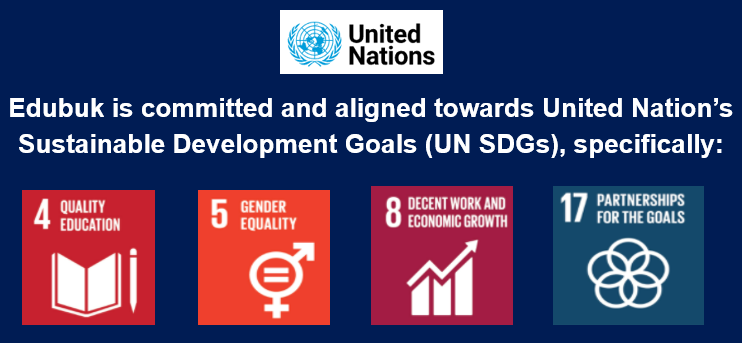 United
Nations
Edubuk is committed and aligned towards United Nation’s
Sustainable Development Goals (UN SDGs), specifically:
4 QUALITY
EDUCATION
5 GENDER
EQUALITY
8 DECENT WORK AND
ECONOMIC GROWTH
17 PARTNERSHIPS
FOR THE GOALS